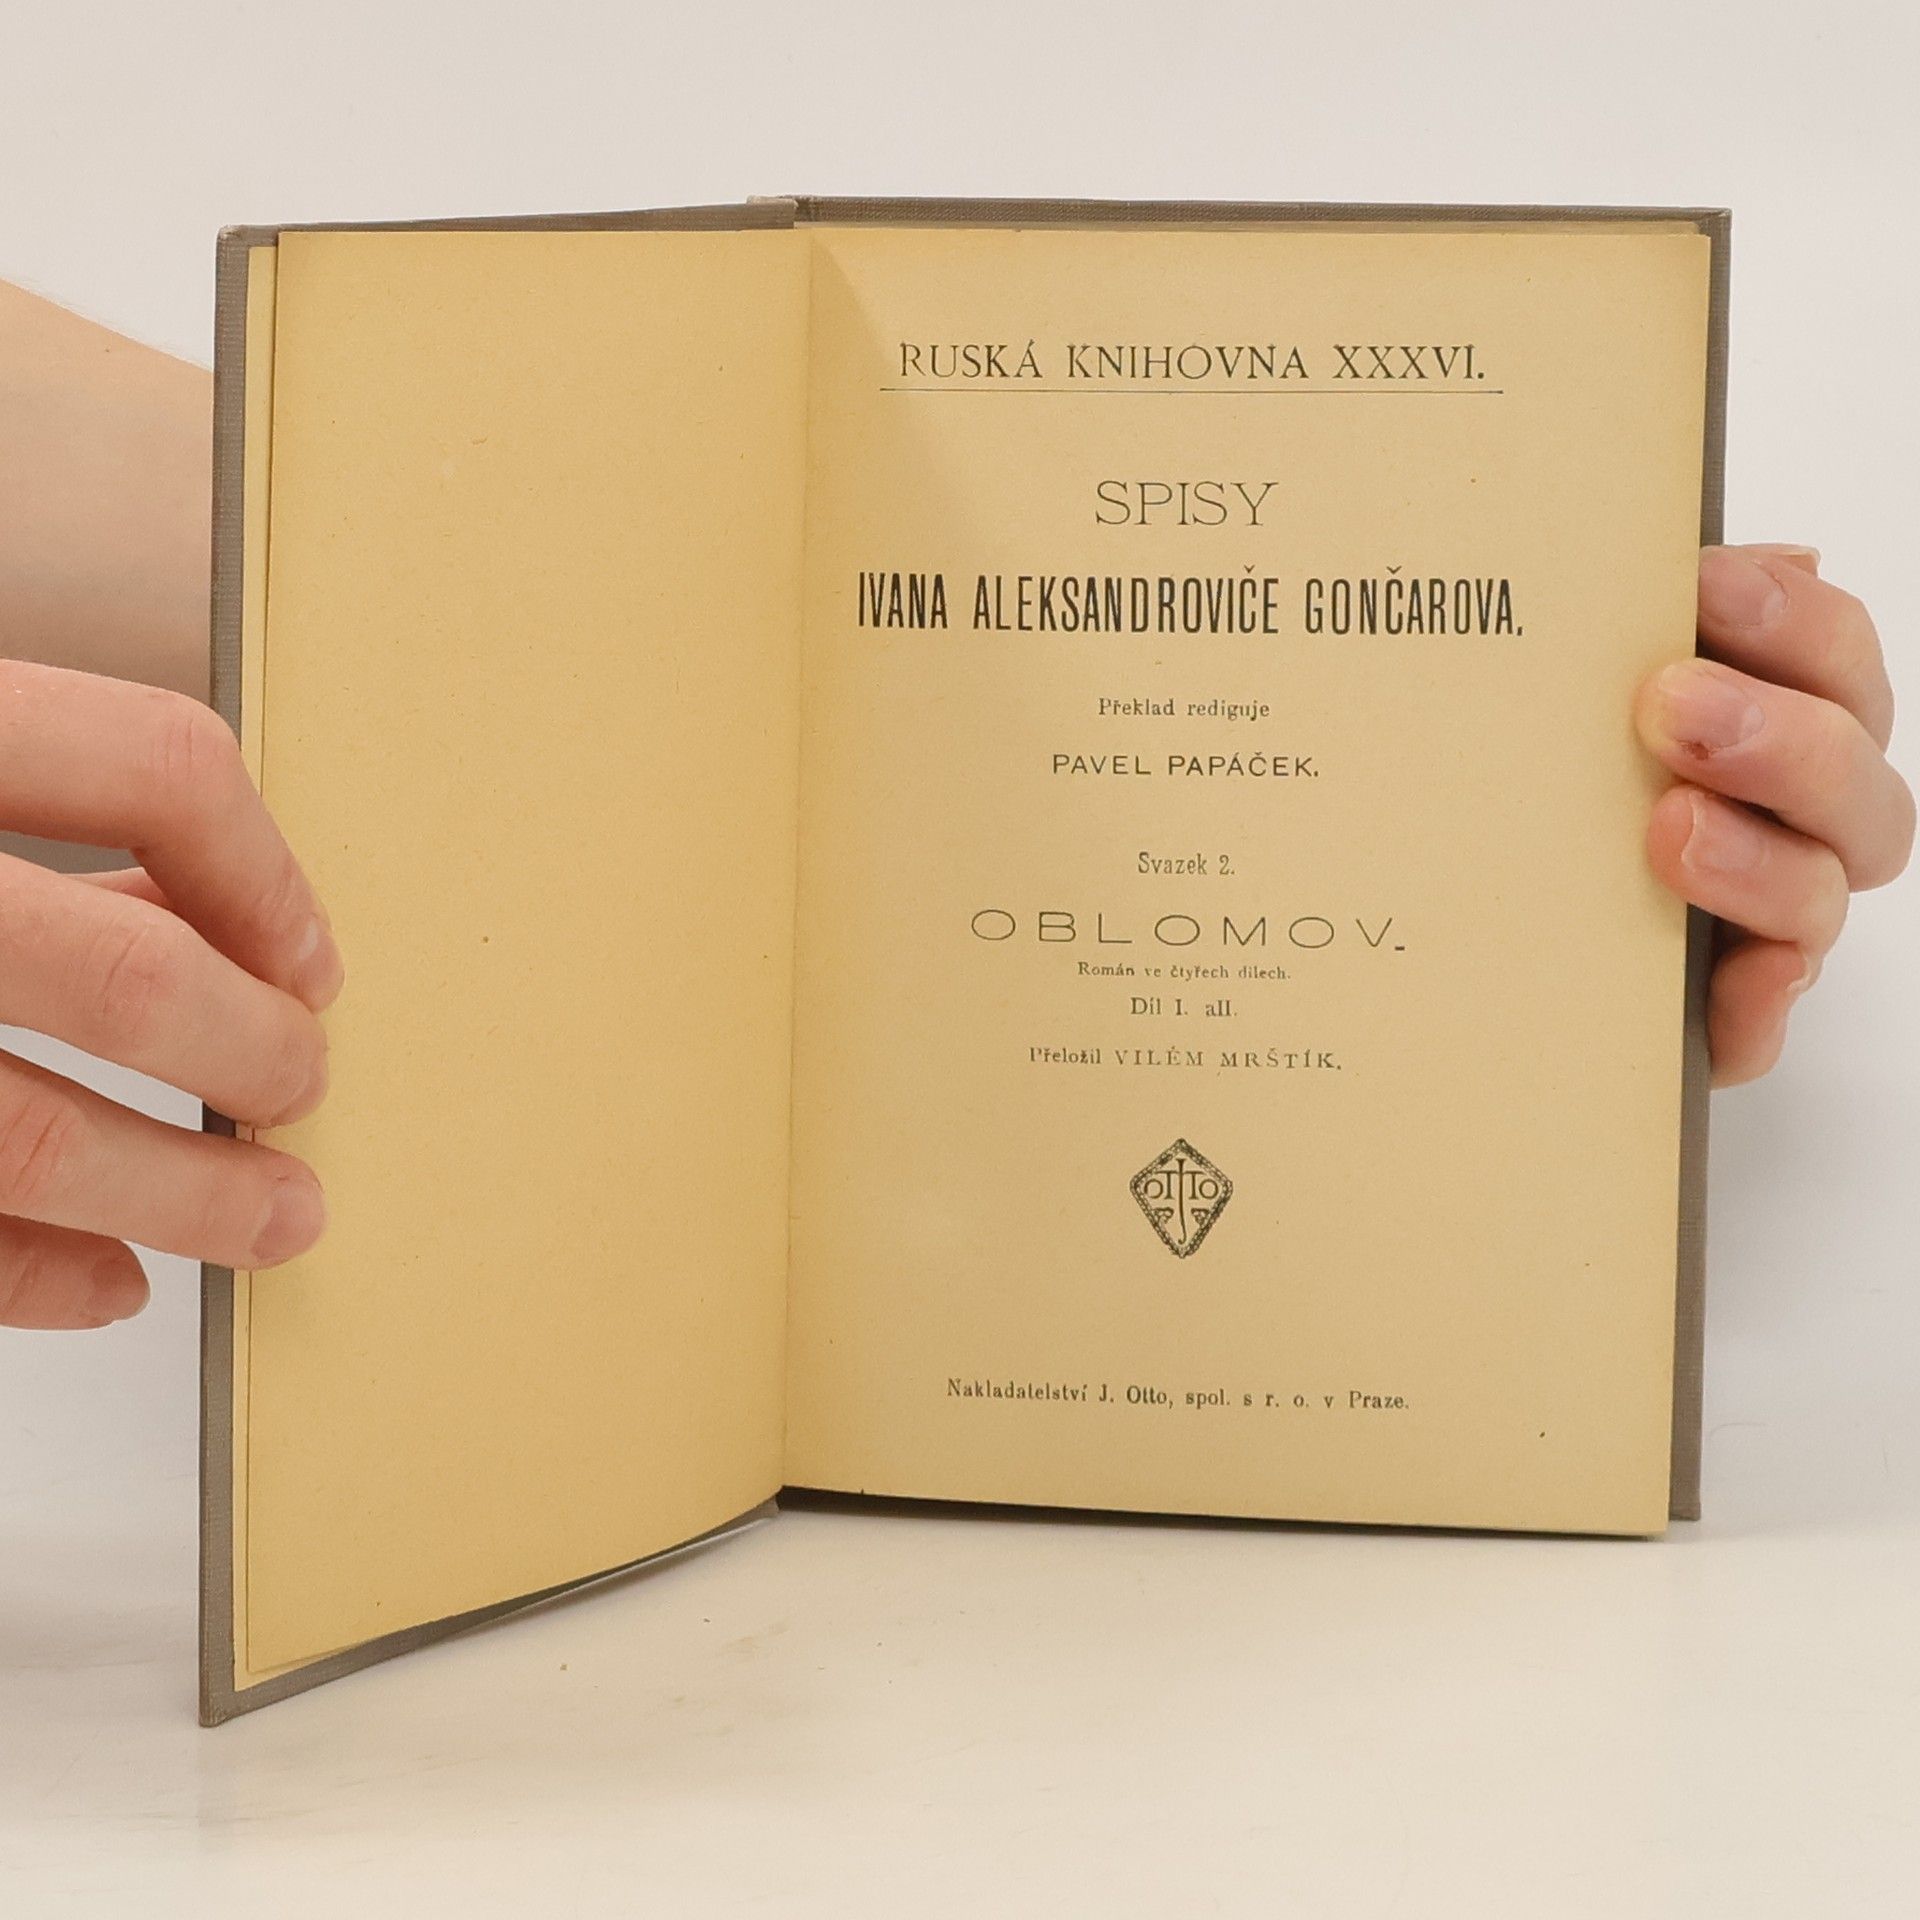 RUSKÁ KNIHOVNA XXXVI.
SPISY
IVANA ALEKSANDROVIČE GONČAROVA.
Překlad rediguje
PAVEL PAPÁČEK.
Svazek 2.
OBLOMOV.
Román ve čtyřech dílech.
Díl I. aII.
Přeložil VILÉM MRŠTÍK.
J OTTO
Nakladatelství J. Otto, spol. s r. o. v Praze.